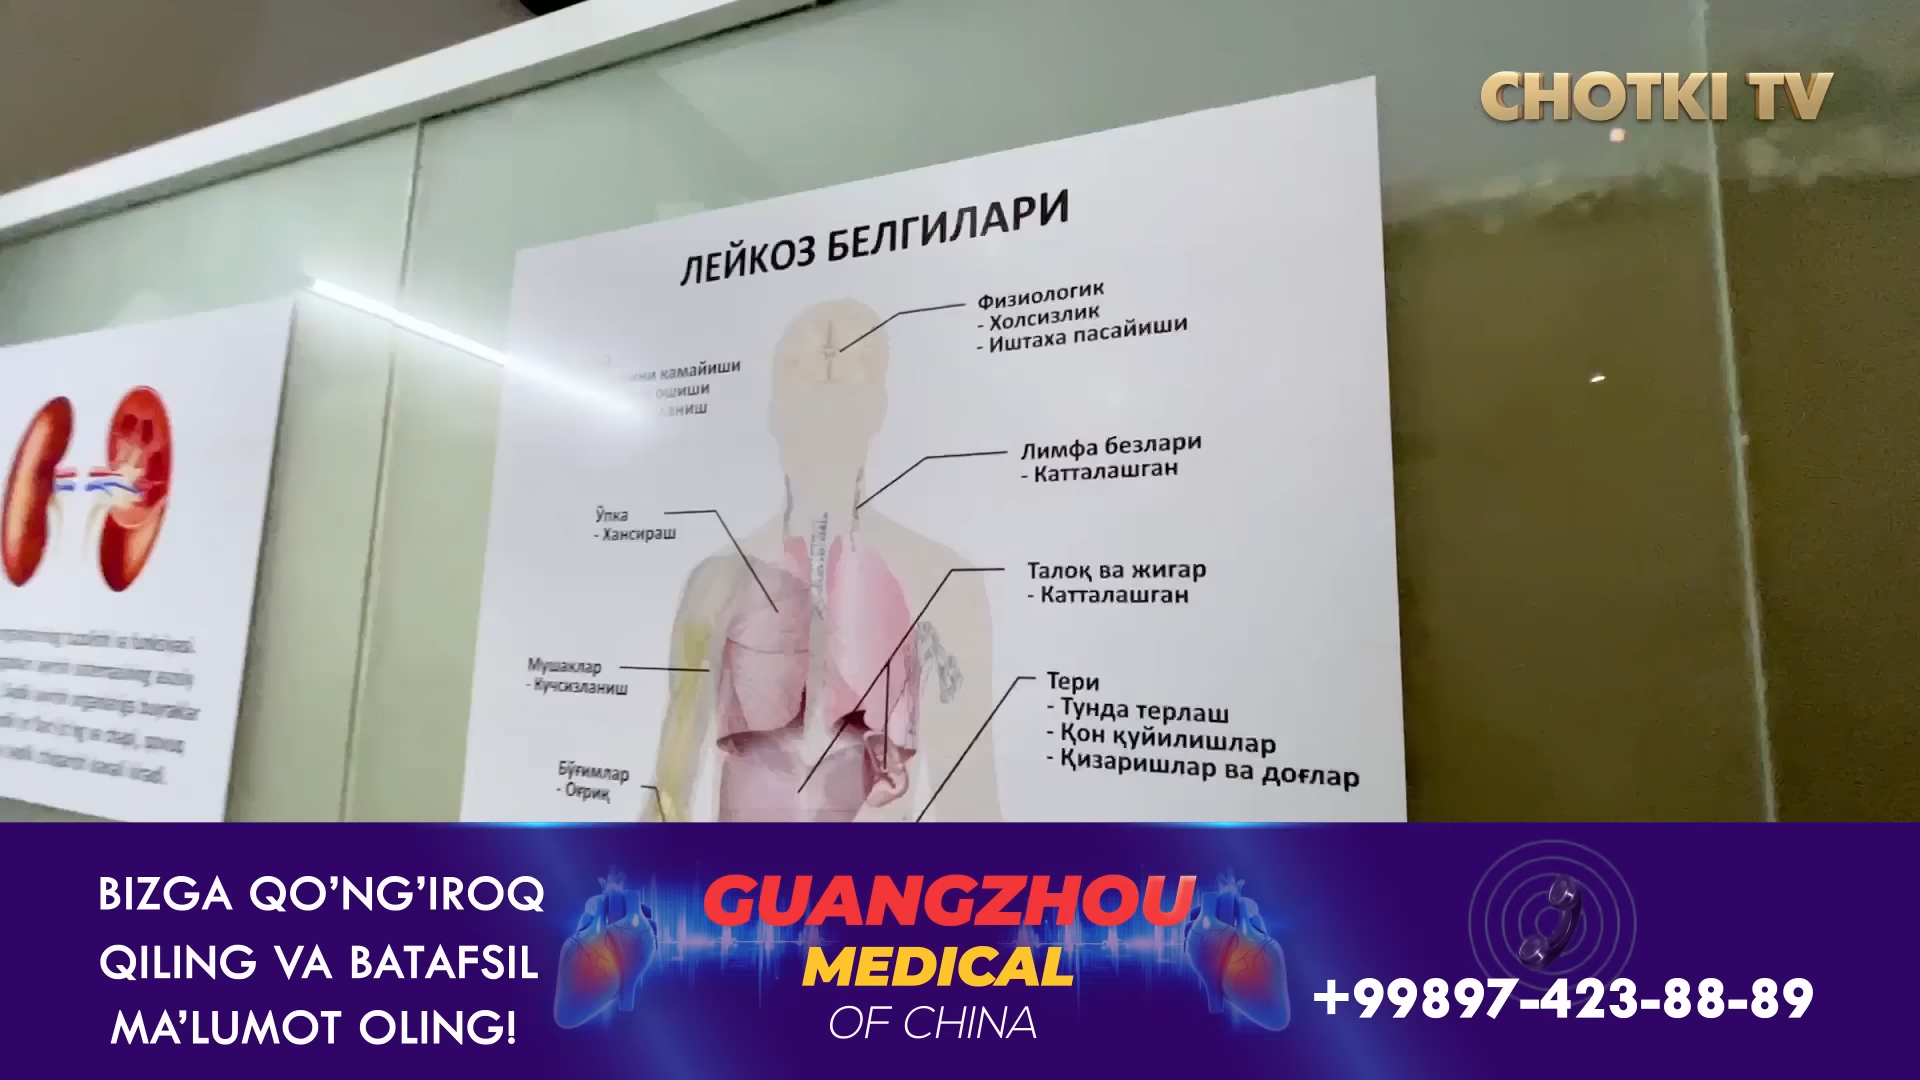 CHOTKI TV
ЛЕЙКОЗ БЕЛГИЛАРИ
Физиологик
- Холсизлик
- Иштаха пасайиши
камайиши
ошиши
Лимфа безлари
- Катталашган
Ўпка
- Хансираш
Талоқ ва жигар
- Катталашган
Мушаклар
- Кучсизланиш
Тери
- Тунда терлаш
- Қон қуйилишлар
- Қизаришлар ва доғлар
Бўғимлар
- Оғриқ
BIZGA QO’NG’IROQ
QILING VA BATAFSIL
MA’LUMOT OLING!
GUANGZHOU
MEDICAL
OF CHINA
+99897-423-88-89